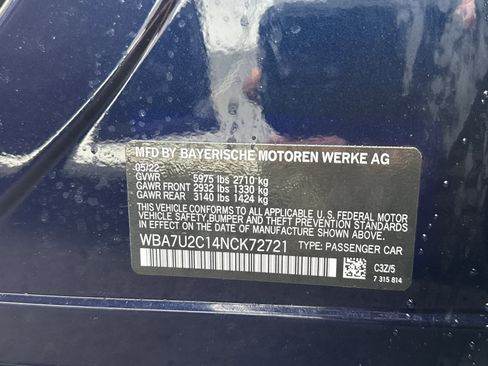 MFD BY BAYERISCHE MOTOREN WERKE AG
05/22
GVWR 5975 lbs 2710 kg
GAWR FRONT 2932 lbs 1330 kg
GAWR REAR 3140 lbs 1424 kg
THIS VEHICLE CONFORMS TO ALL APPLICABLE U.S. FEDERAL MOTOR
VEHICLE SAFETY, BUMPER, AND THEFT PREVENTION STANDARDS
IN EFFECT ON THE DATE OF MANUFACTURE SHOWN ABOVE.
WBA7U2C14NCK72721 TYPE: PASSENGER CAR
C3Z/5
7 315 814